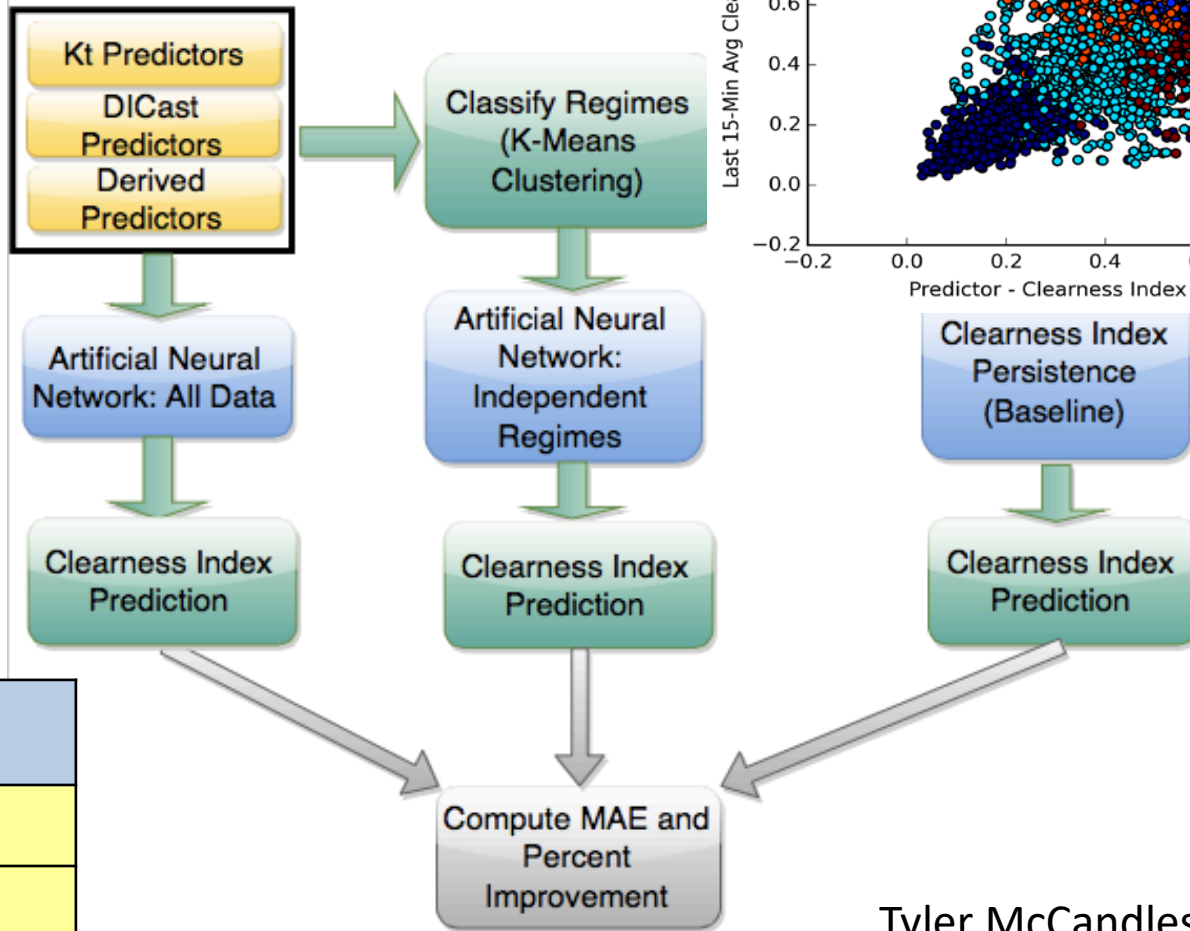 Kt Predictors
DICast
Predictors
Derived
Predictors
Classify Regimes
(K-Means
Clustering)
Last 15-Min Avg
0.6
0.4
0.2
0.0
−0.2
−0.2
0.0
0.2
0.4
Predictor - Clearness Index
Artificial Neural
Network: All Data
Artificial Neural
Network:
Independent
Regimes
Clearness Index
Persistence
(Baseline)
Clearness Index
Prediction
Clearness Index
Prediction
Clearness Index
Prediction
Compute MAE and
Percent
Improvement
Tyler McCandles